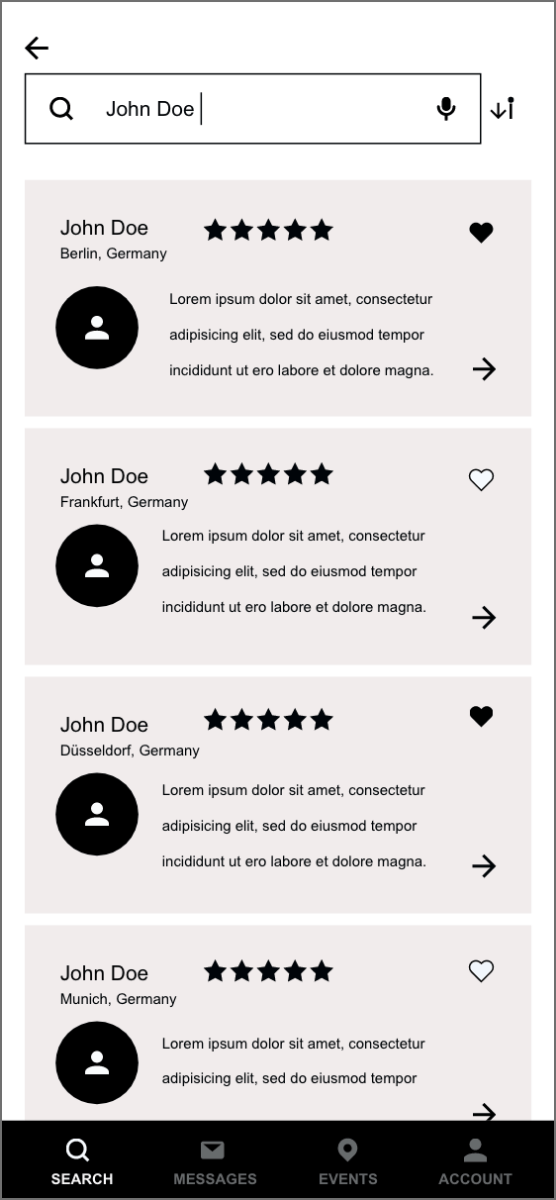 John Doe
John Doe
Berlin, Germany
Lorem ipsum dolor sit amet, consectetur
adipisicing elit, sed do eiusmod tempor
incididunt ut ero labore et dolore magna.
John Doe
Frankfurt, Germany
Lorem ipsum dolor sit amet, consectetur
adipisicing elit, sed do eiusmod tempor
incididunt ut ero labore et dolore magna.
John Doe
Düsseldorf, Germany
Lorem ipsum dolor sit amet, consectetur
adipisicing elit, sed do eiusmod tempor
incididunt ut ero labore et dolore magna.
John Doe
Munich, Germany
Lorem ipsum dolor sit amet, consectetur
adipisicing elit, sed do eiusmod tempor
SEARCH MESSAGES EVENTS ACCOUNT